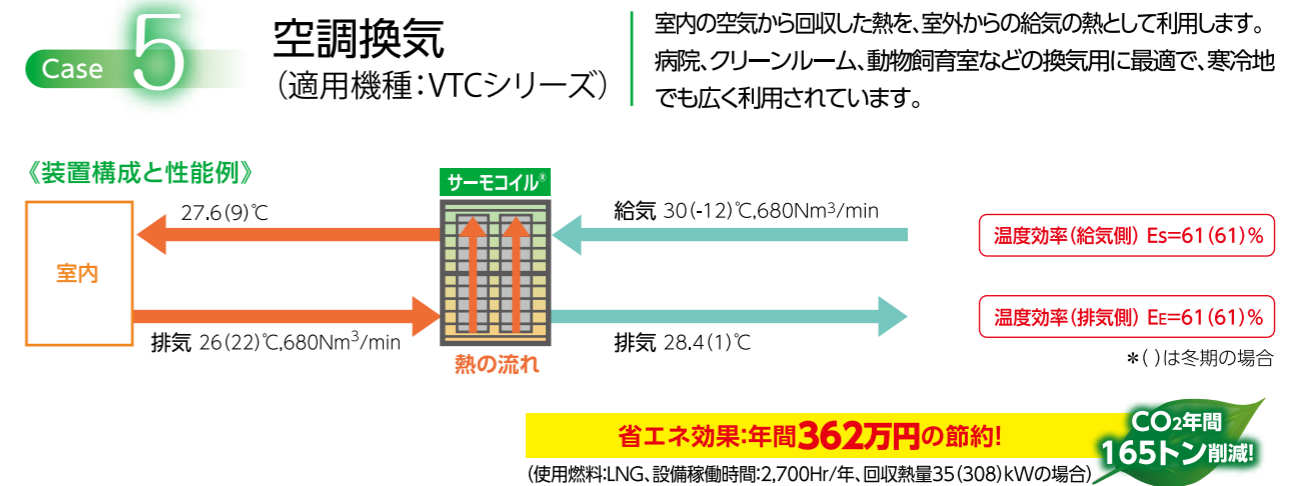 Case 5
空調換気
(適用機種:VTCシリーズ)
室内の空気から回収した熱を、室外からの給気の熱として利用します。
病院、クリーンルーム、動物飼育室などの換気用に最適で、寒冷地
でも広く利用されています。
《装置構成と性能例》
サーモコイル®
27.6(9)℃
給気 30(-12)℃,680Nm³/min
温度効率(給気側) Es=61(61)%
室内
温度効率(排気側) EE=61(61)%
排気 26(22)℃,680Nm³/min
排気 28.4(1)℃
熱の流れ
*( )は冬期の場合
省エネ効果:年間362万円の節約!
CO2年間
165トン削減!
(使用燃料:LNG、設備稼働時間:2,700Hr/年、回収熱量35(308)kWの場合)